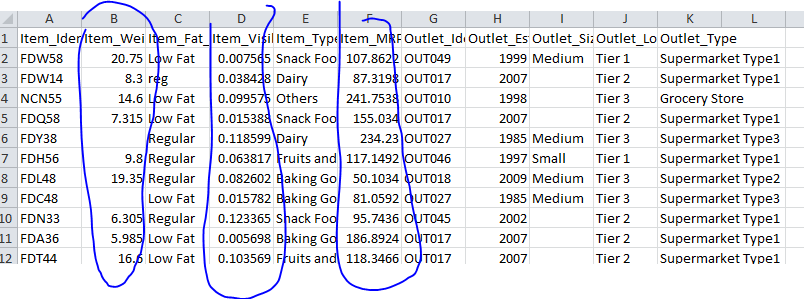 A B C D E F G H I J K L
1 Item_Iden Item_Wei Item_Fat_ Item_Visi Item_Type Item_MRP Outlet_Ide Outlet_Es Outlet_Siz Outlet_Lo Outlet_Type
2 FDW58 20.75 Low Fat 0.007565 Snack Foo 107.8622 OUT049 1999 Medium Tier 1 Supermarket Type1
3 FDW14 8.3 reg 0.038428 Dairy 87.3198 OUT017 2007 Tier 2 Supermarket Type1
4 NCN55 14.6 Low Fat 0.099575 Others 241.7538 OUT010 1998 Tier 3 Grocery Store
5 FDQ58 7.315 Low Fat 0.015388 Snack Foo 155.034 OUT017 2007 Tier 2 Supermarket Type1
6 FDY38 Regular 0.118599 Dairy 234.23 OUT027 1985 Medium Tier 3 Supermarket Type3
7 FDH56 9.8 Regular 0.063817 Fruits and 117.1492 OUT046 1997 Small Tier 1 Supermarket Type1
8 FDL48 19.35 Regular 0.082602 Baking Go 50.1034 OUT018 2009 Medium Tier 3 Supermarket Type2
9 FDC48 Low Fat 0.015782 Baking Go 81.0592 OUT027 1985 Medium Tier 3 Supermarket Type3
10 FDN33 6.305 Regular 0.123365 Snack Foo 95.7436 OUT045 2002 Tier 2 Supermarket Type1
11 FDA36 5.985 Low Fat 0.005698 Baking Go 186.8924 OUT017 2007 Tier 2 Supermarket Type1
12 FDT44 16.6 Low Fat 0.103569 Fruits and 118.3466 OUT017 2007 Tier 2 Supermarket Type1